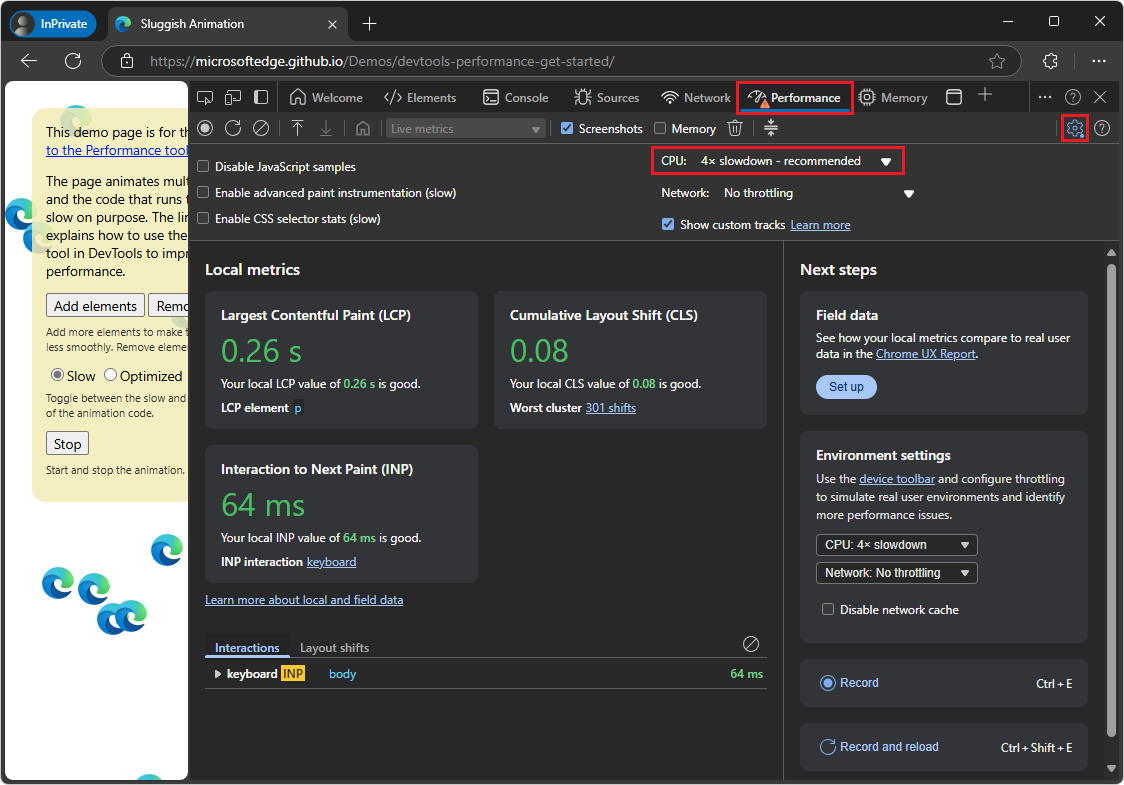 InPrivate
Sluggish Animation
https://microsoftedge.github.io/Demos/devtools-performance-get-started/
This demo page is for
to the Performance tool
The page animates
and the code that runs
slow on purpose. The
explains how to use the
tool in DevTools to
performance.
Add elements
Add more elements to make
less smoothly. Remove
Slow Optimized
Toggle between the slow and
of the animation code.
Stop
Start and stop the animation.
Welcome Elements Console Sources Network Performance Memory
Live metrics Screenshots Memory
Disable JavaScript samples
Enable advanced paint instrumentation (slow)
Enable CSS selector stats (slow)
CPU: 4× slowdown - recommended
Network: No throttling
Show custom tracks Learn more
Local metrics
Largest Contentful Paint (LCP)
0.26 s
Your local LCP value of 0.26 s is good.
LCP element p
Cumulative Layout Shift (CLS)
0.08
Your local CLS value of 0.08 is good.
Worst cluster 301 shifts
Interaction to Next Paint (INP)
64 ms
Your local INP value of 64 ms is good.
INP interaction keyboard
Learn more about local and field data
Interactions Layout shifts
keyboard INP body 64 ms
Next steps
Field data
See how your local metrics compare to real user
data in the Chrome UX Report.
Set up
Environment settings
Use the device toolbar and configure throttling
to simulate real user environments and identify
more performance issues.
CPU: 4× slowdown
Network: No throttling
Disable network cache
Record Ctrl + E
Record and reload Ctrl + Shift + E